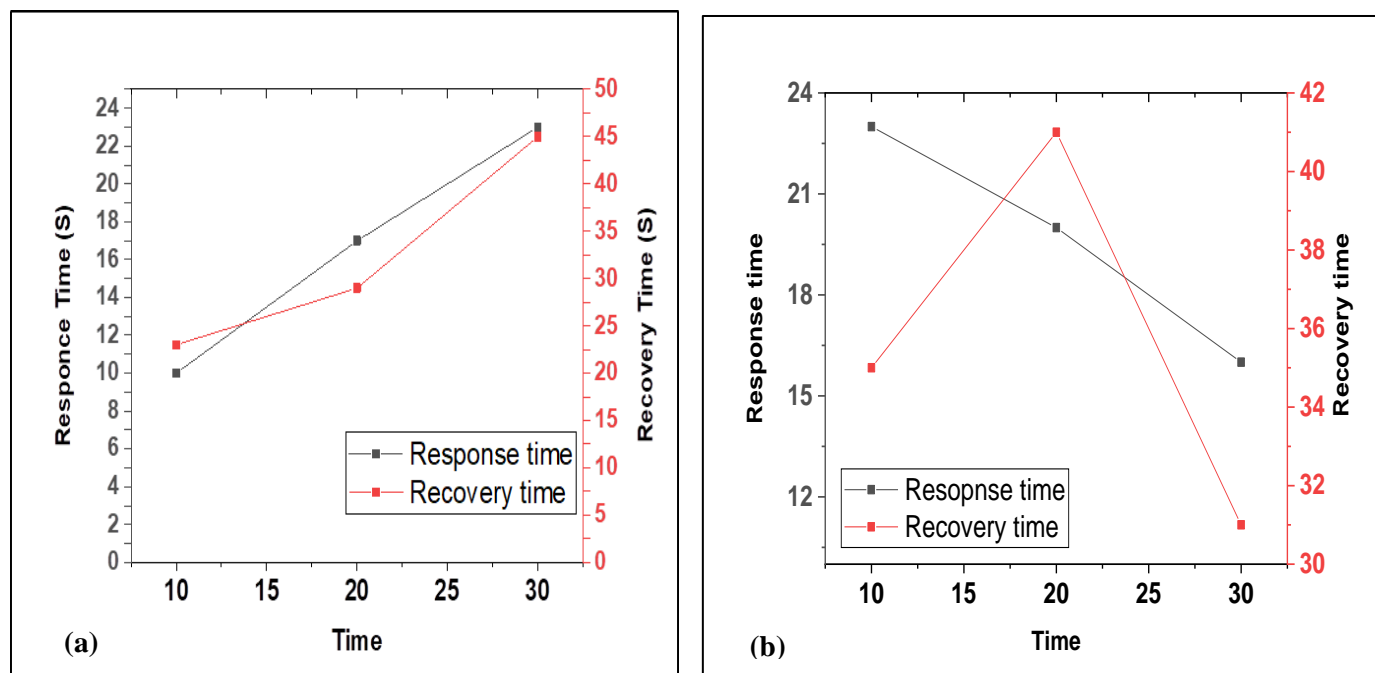 Responce Time (S)
24
22
20
18
16
14
12
10
8
6
4
2
0
50
45
40
35
30
25
20
15
10
5
0
Recovery Time (S)
Response time
Recovery time
10 15 20 25 30
Time
(a)
Response time
24
21
18
15
12
42
40
38
36
34
32
30
Recovery time
Resopnse time
Recovery time
10 15 20 25 30
Time
(b)